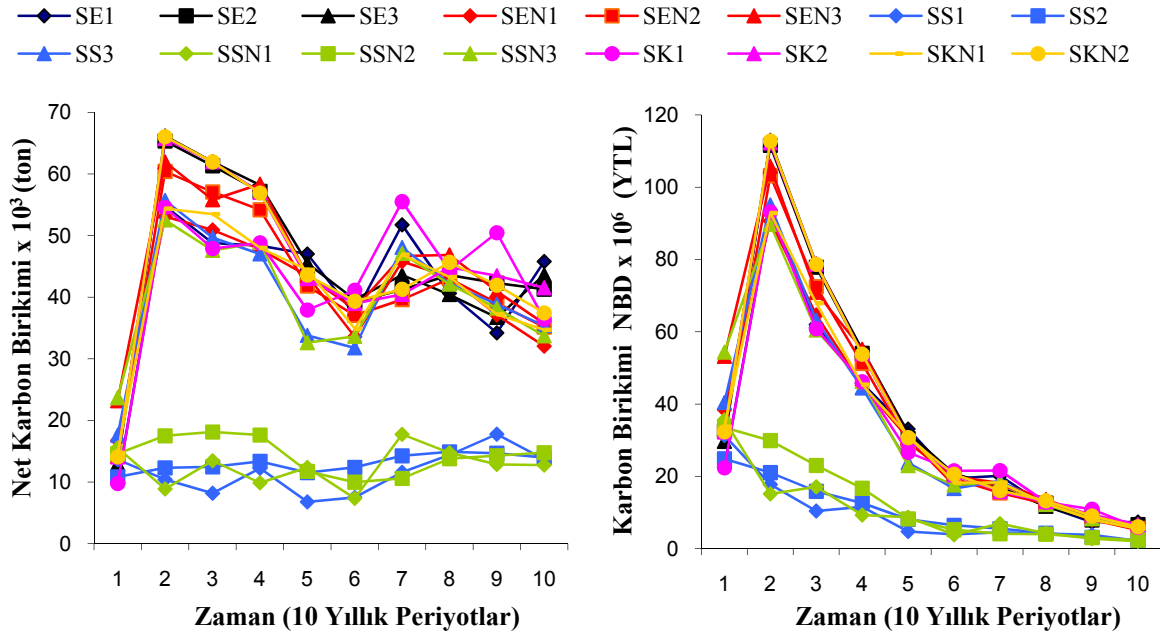 SE1 SE2 SE3 SEN1 SEN2 SEN3 SS1 SS2
SS3 SSN1 SSN2 SSN3 SK1 SK2 SKN1 SKN2
Net Karbon Birikimi x 10³ (ton)
70
60
50
40
30
20
10
0
1 2 3 4 5 6 7 8 9 10
Zaman (10 Yıllık Periyotlar)
Karbon Birikimi NBD x 10⁶ (YTL)
120
100
80
60
40
20
0
1 2 3 4 5 6 7 8 9 10
Zaman (10 Yıllık Periyotlar)